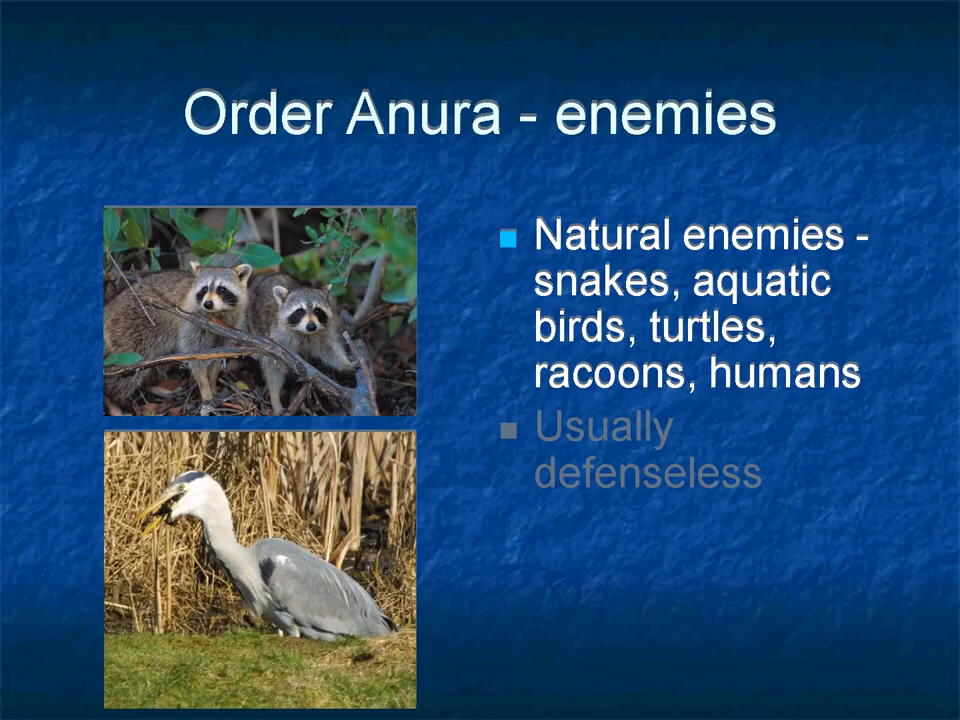 Order Anura - enemies
Natural enemies -
snakes, aquatic
birds, turtles,
racoons, humans
Usually
defenseless